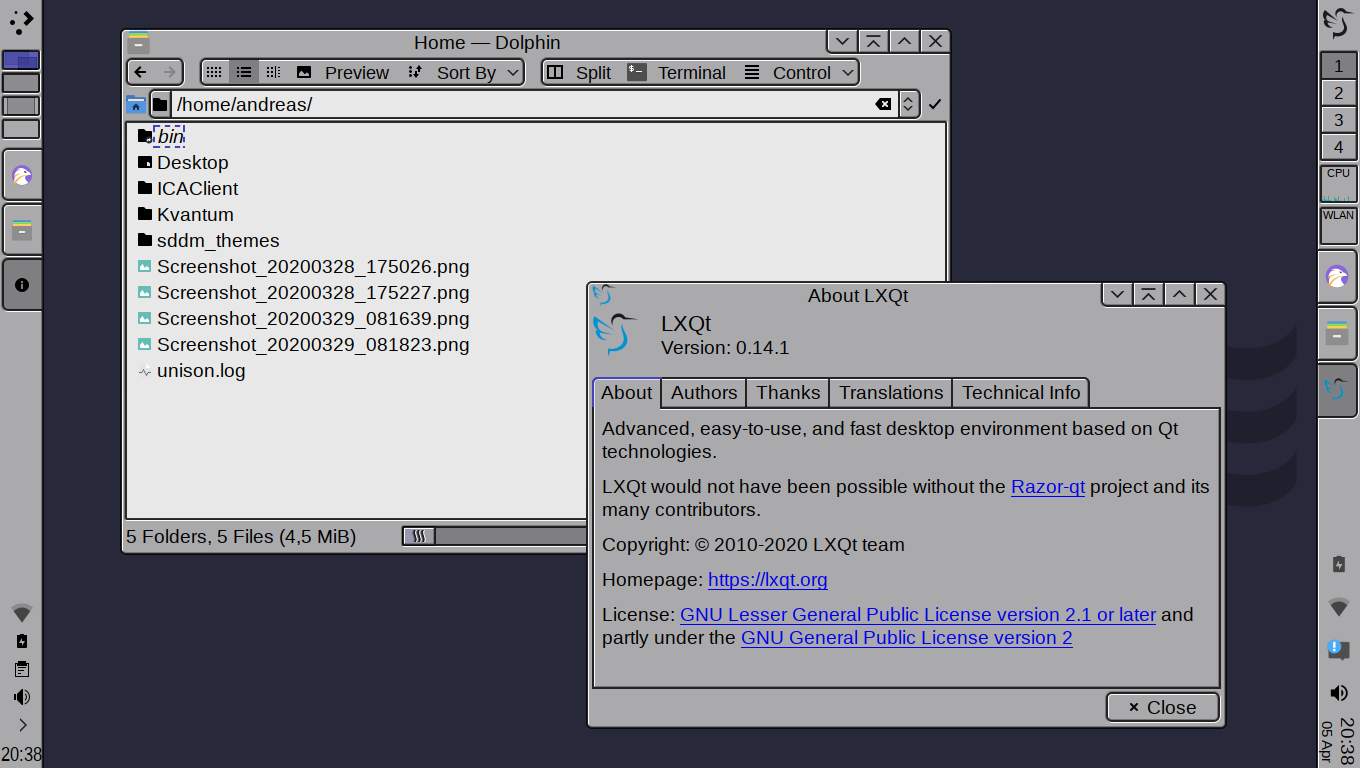 Home — Dolphin
Preview Sort By Split Terminal Control
/home/andreas/
bin
Desktop
ICAClient
Kvantum
sddm_themes
Screenshot_20200328_175026.png
Screenshot_20200328_175227.png
Screenshot_20200329_081639.png
Screenshot_20200329_081823.png
unison.log
5 Folders, 5 Files (4,5 MiB)
About LXQt
LXQt
Version: 0.14.1
About Authors Thanks Translations Technical Info
Advanced, easy-to-use, and fast desktop environment based on Qt
technologies.
LXQt would not have been possible without the Razor-qt project and its
many contributors.
Copyright: © 2010-2020 LXQt team
Homepage: https://lxqt.org
License: GNU Lesser General Public License version 2.1 or later and
partly under the GNU General Public License version 2
Close
20:38
1
2
3
4
CPU
WLAN
20:38
05 Apr